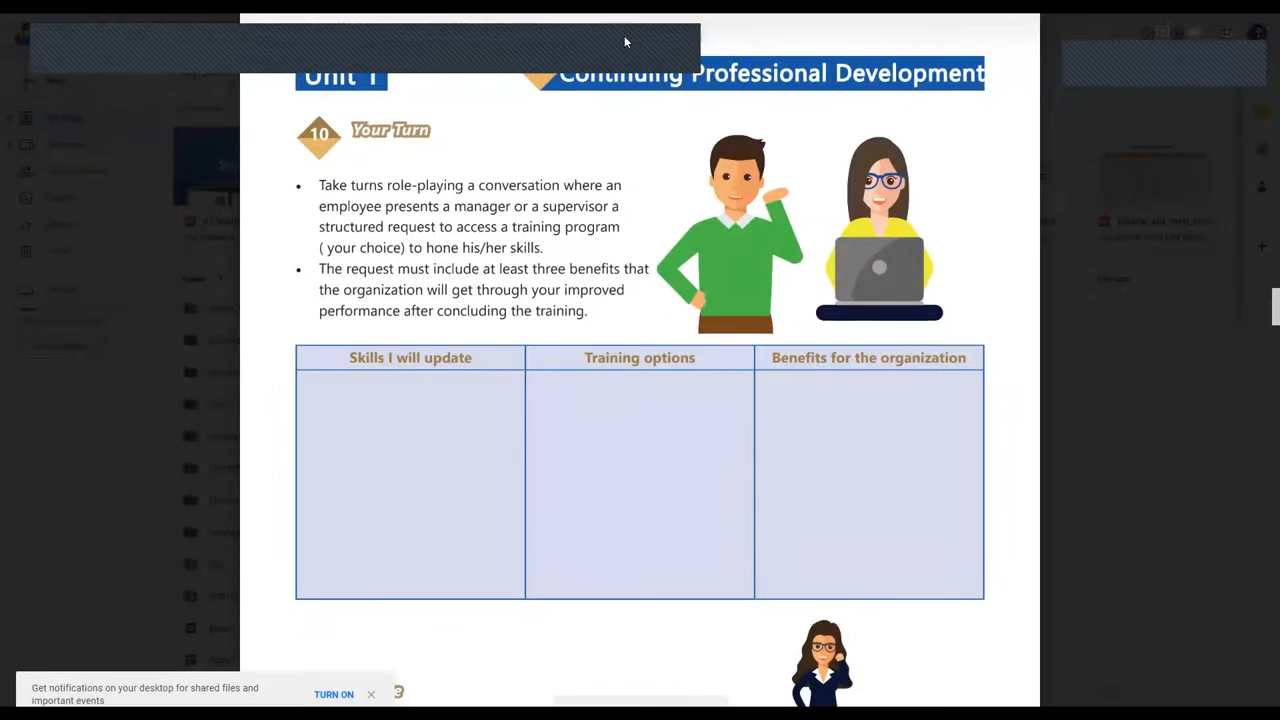 Unit 1
Continuing Professional Development
10
Your Turn
• Take turns role-playing a conversation where an
employee presents a manager or a supervisor a
structured request to access a training program
( your choice) to hone his/her skills.
• The request must include at least three benefits that
the organization will get through your improved
performance after concluding the training.
Skills I will update
Training options
Benefits for the organization
Get notifications on your desktop for shared files and
important events
TURN ON